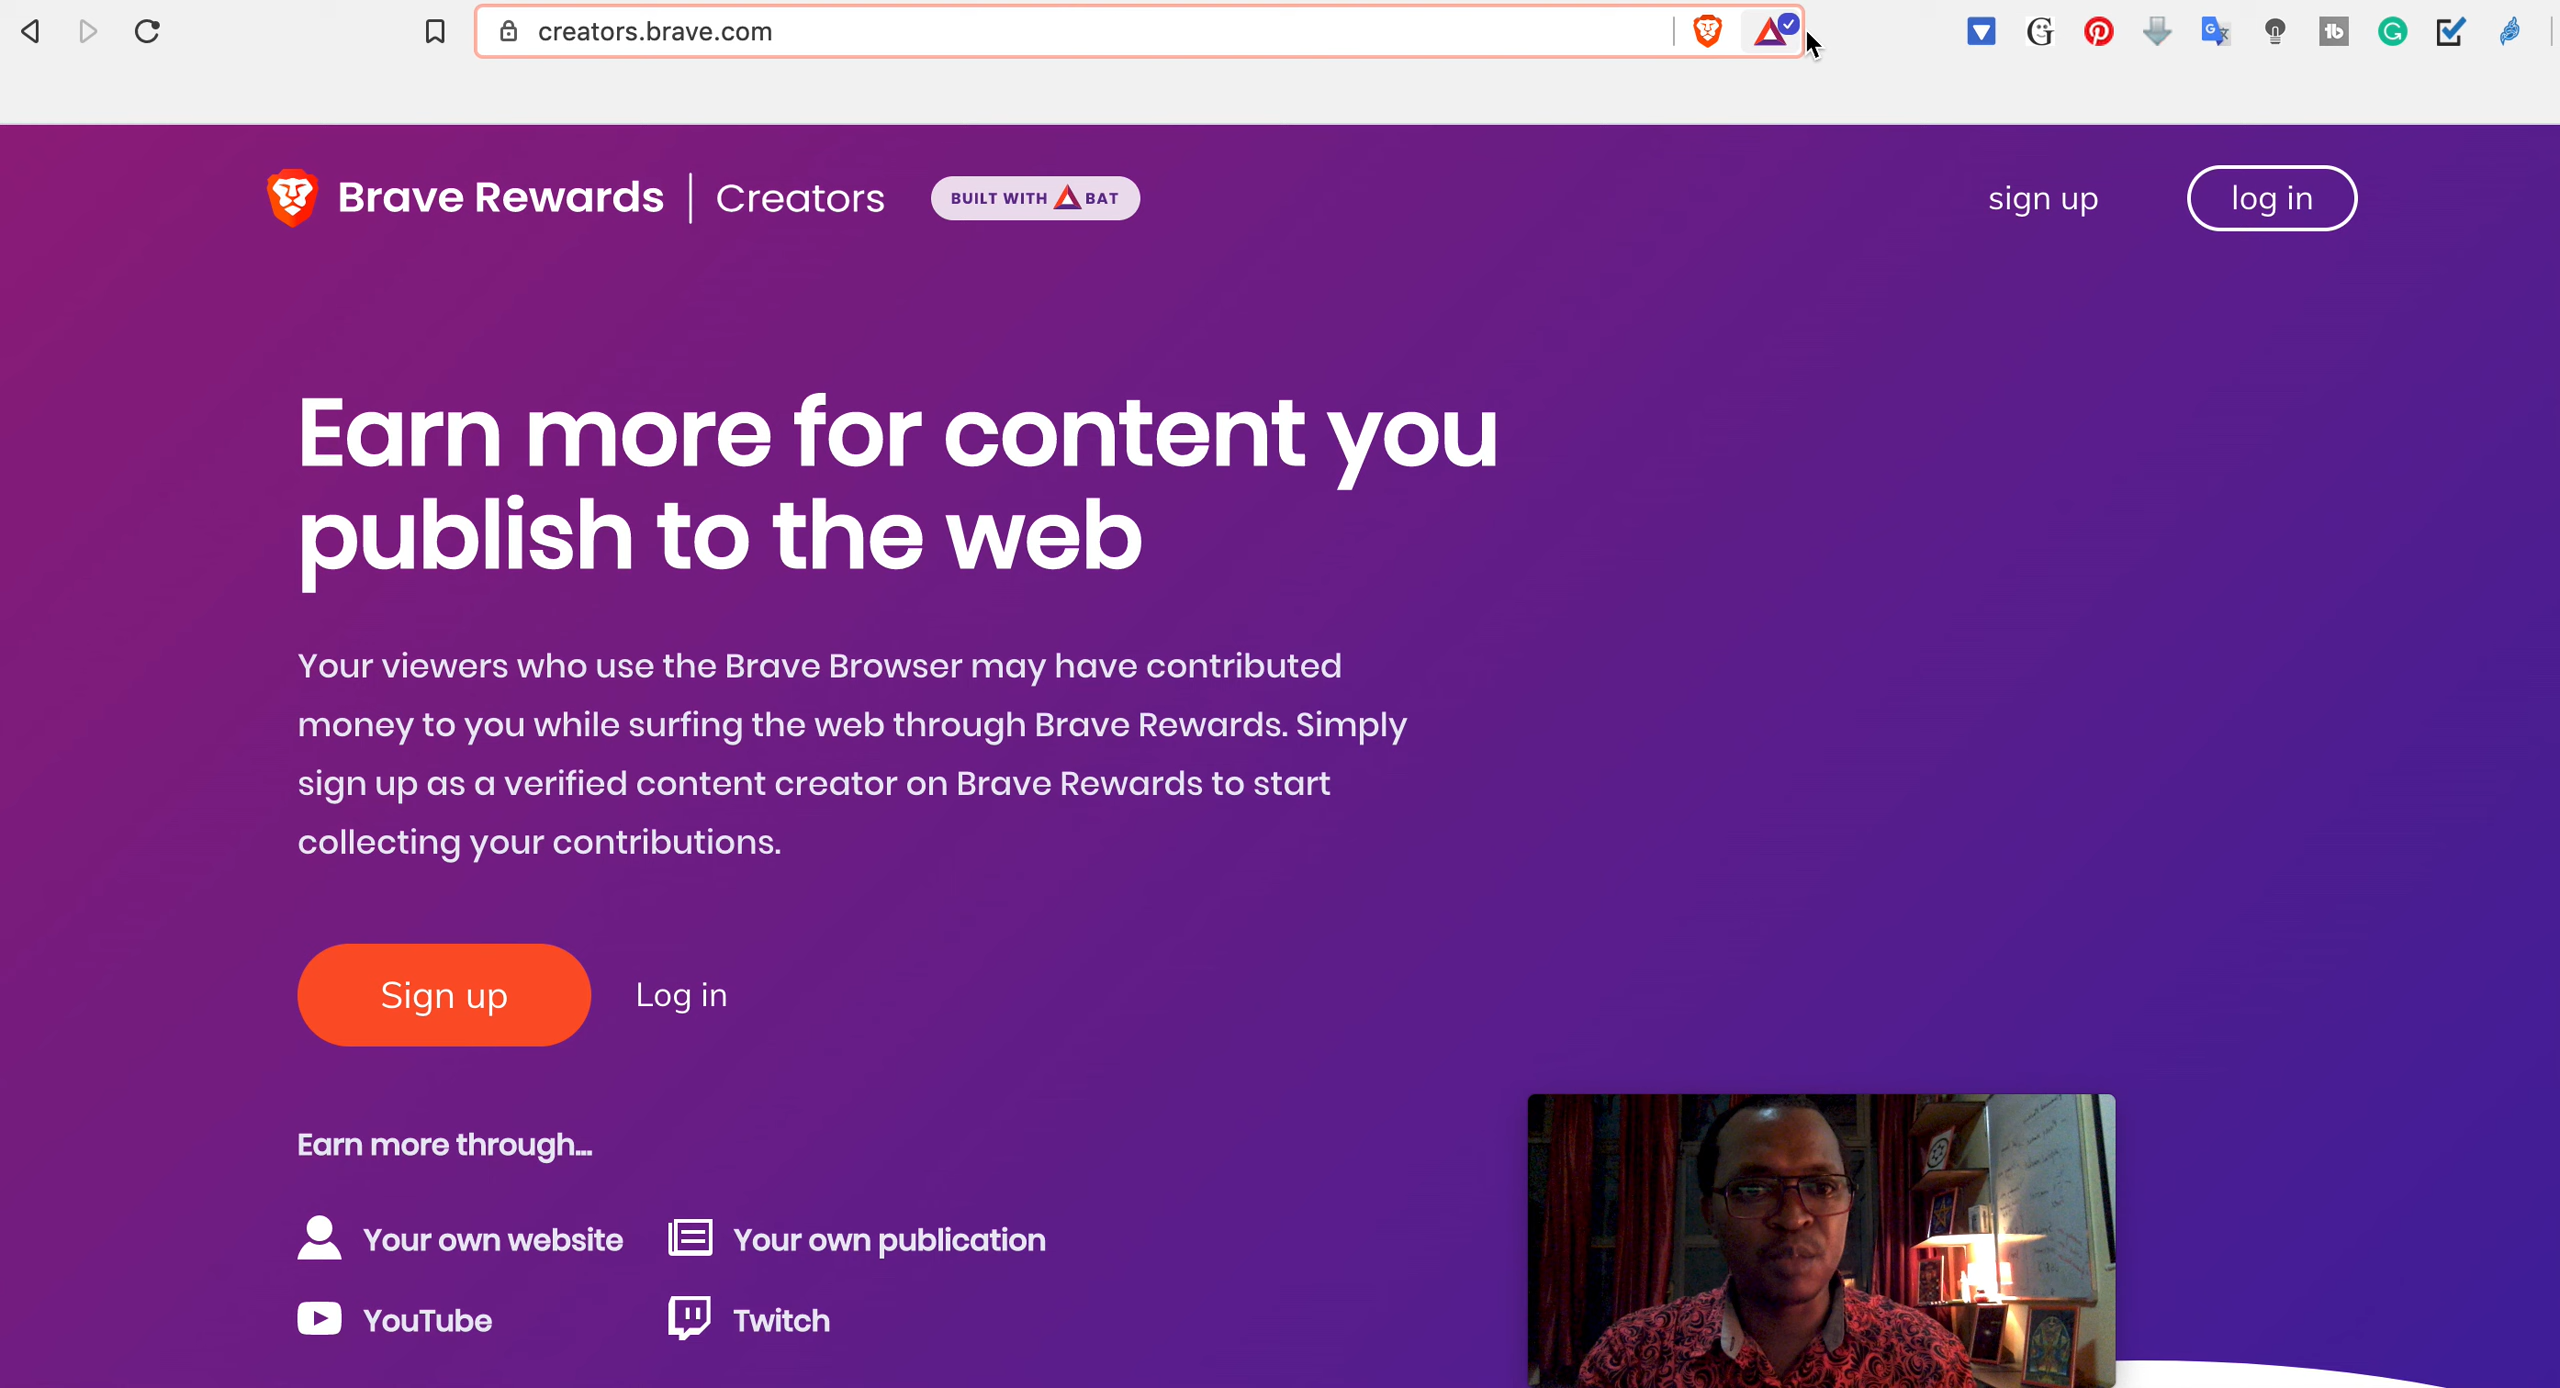 creators.brave.com
Brave Rewards | Creators
BUILT WITH BAT
sign up
log in
Earn more for content you
publish to the web
Your viewers who use the Brave Browser may have contributed
money to you while surfing the web through Brave Rewards. Simply
sign up as a verified content creator on Brave Rewards to start
collecting your contributions.
Sign up
Log in
Earn more through...
Your own website
Your own publication
YouTube
Twitch